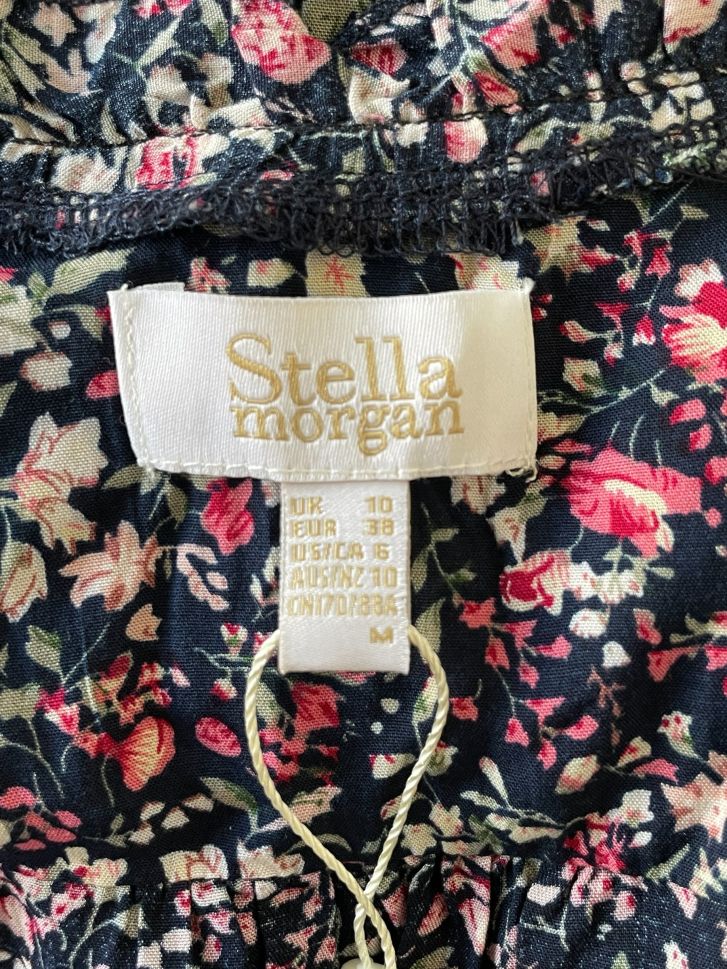 Stella
morgan
UK 10
EUR 38
US/CA 6
AUS/NZ 10
CN170/88A
M